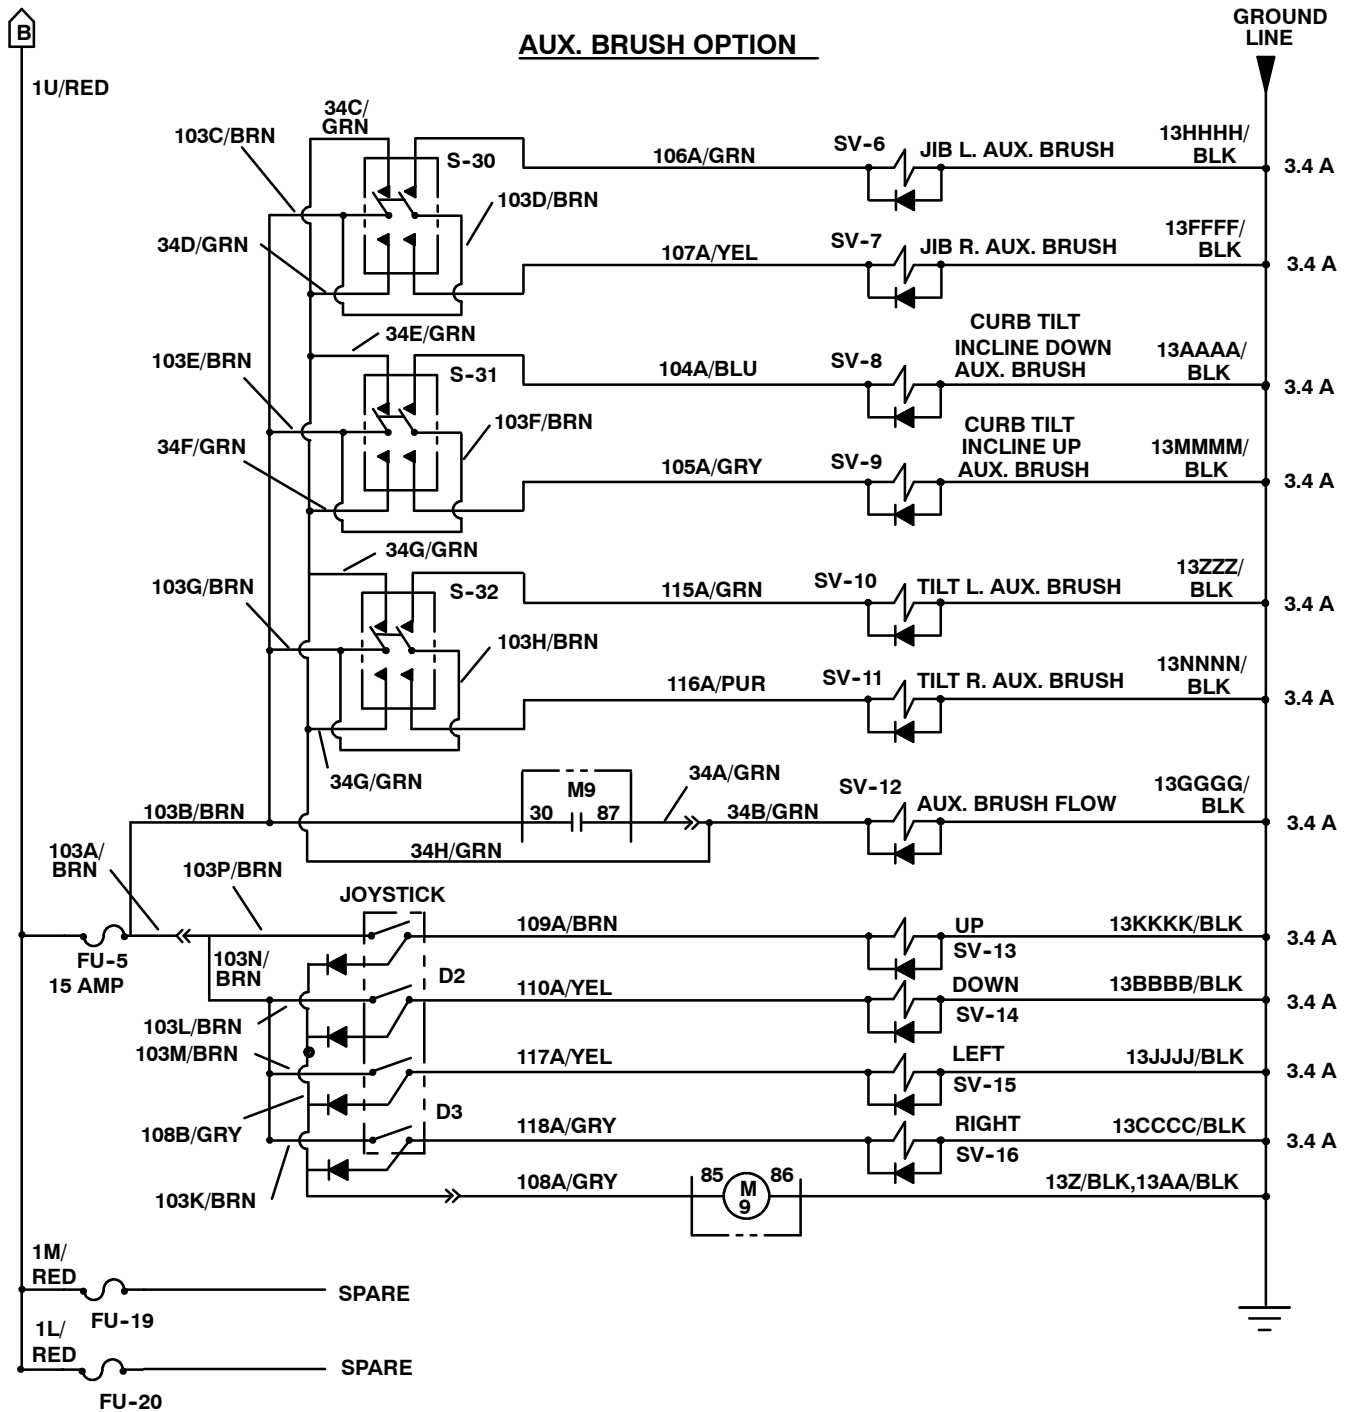 B
AUX. BRUSH OPTION
GROUND
LINE
1U/RED
34C/
GRN
103C/BRN
S-30
106A/GRN
SV-6
JIB L. AUX. BRUSH
13HHHH/
BLK
3.4 A
103D/BRN
34D/GRN
107A/YEL
SV-7
JIB R. AUX. BRUSH
13FFFF/
BLK
3.4 A
34E/GRN
103E/BRN
S-31
104A/BLU
SV-8
CURB TILT
INCLINE DOWN
AUX. BRUSH
13AAAA/
BLK
3.4 A
103F/BRN
34F/GRN
105A/GRY
SV-9
CURB TILT
INCLINE UP
AUX. BRUSH
13MMMM/
BLK
3.4 A
34G/GRN
103G/BRN
S-32
115A/GRN
SV-10
TILT L. AUX. BRUSH
13ZZZ/
BLK
3.4 A
103H/BRN
116A/PUR
SV-11
TILT R. AUX. BRUSH
13NNNN/
BLK
3.4 A
34G/GRN
103B/BRN
M9
30
87
34A/GRN
34B/GRN
SV-12
AUX. BRUSH FLOW
13GGGG/
BLK
3.4 A
34H/GRN
103A/
BRN
103P/BRN
JOYSTICK
109A/BRN
UP
SV-13
13KKKK/BLK
3.4 A
FU-5
15 AMP
103N/
BRN
D2
110A/YEL
DOWN
SV-14
13BBBB/BLK
3.4 A
103L/BRN
103M/BRN
117A/YEL
LEFT
SV-15
13JJJJ/BLK
3.4 A
108B/GRY
D3
118A/GRY
RIGHT
SV-16
13CCCC/BLK
3.4 A
103K/BRN
108A/GRY
85
M
9
86
13Z/BLK,13AA/BLK
1M/
RED
FU-19
SPARE
1L/
RED
FU-20
SPARE